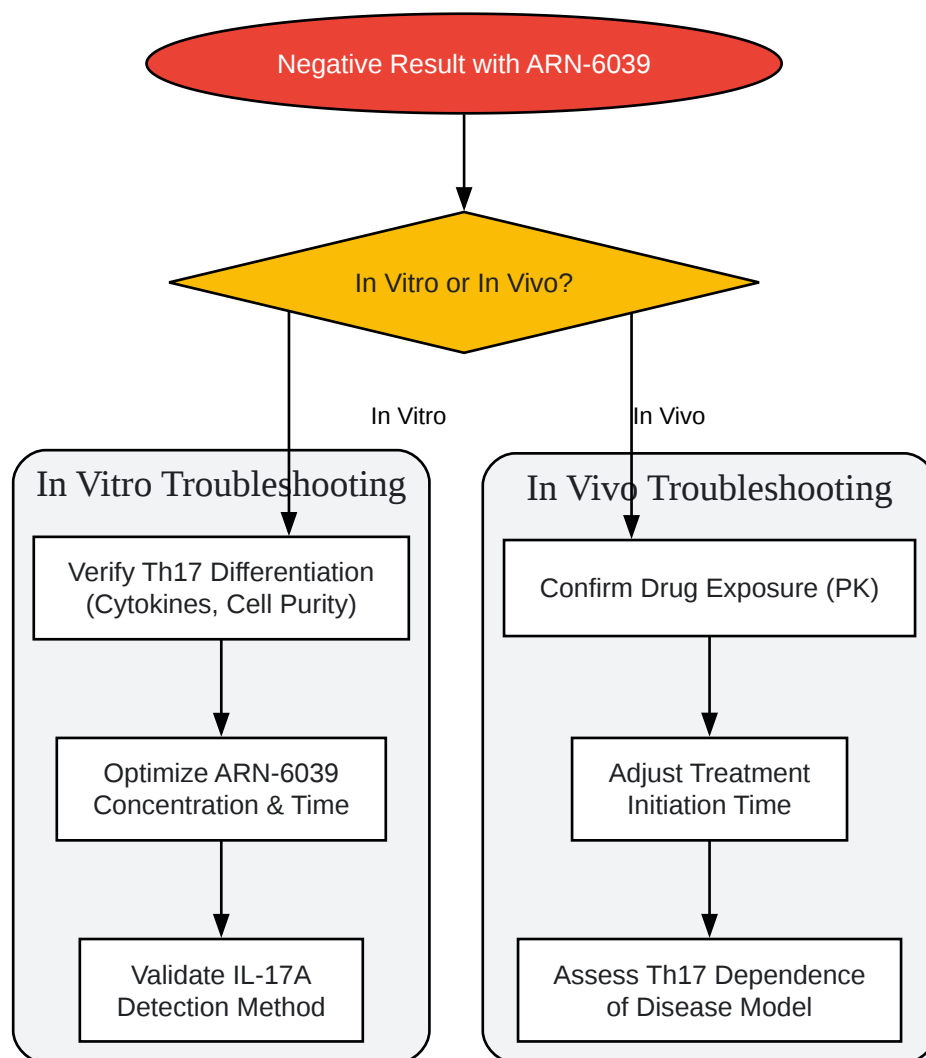 Negative Result with ARN-6039
In Vitro or In Vivo?
In Vitro
In Vivo
In Vitro Troubleshooting
Verify Th17 Differentiation
(Cytokines, Cell Purity)
Optimize ARN-6039
Concentration & Time
Validate IL-17A
Detection Method
In Vivo Troubleshooting
Confirm Drug Exposure (PK)
Adjust Treatment
Initiation Time
Assess Th17 Dependence
of Disease Model